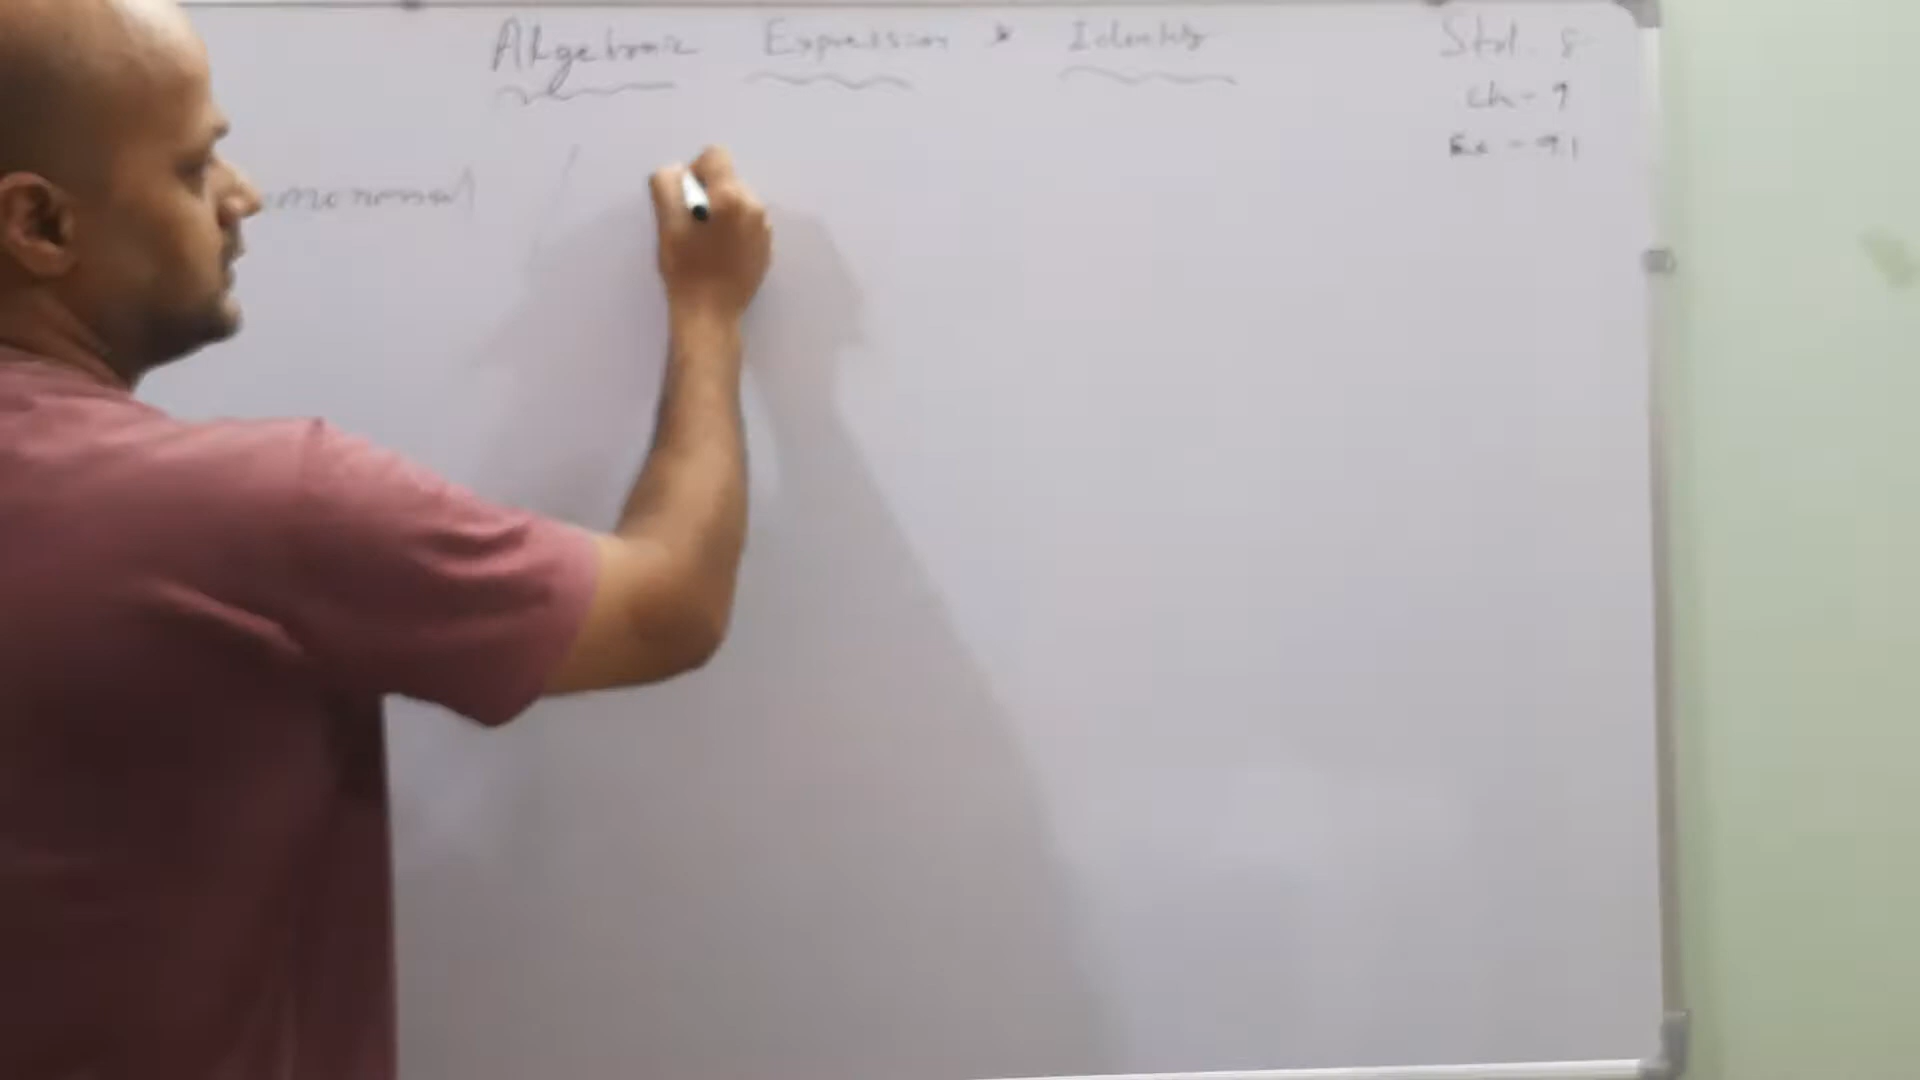 Algebraic Expression & Identity
Std. 8
Ch - 9
Ex - 9.1
monomial